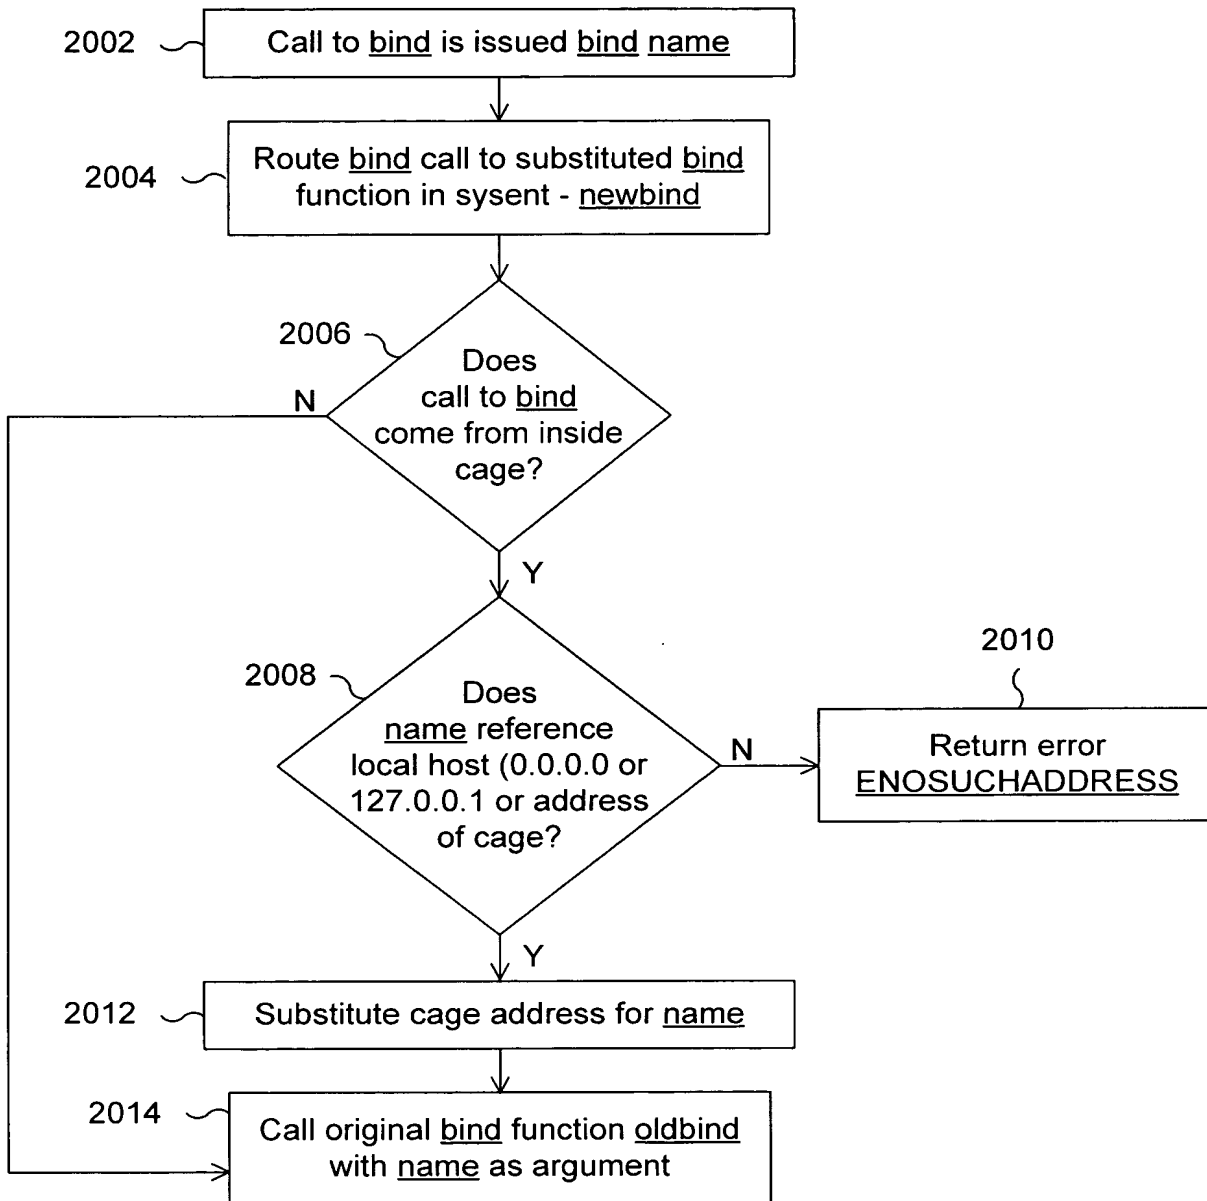 2002
Call to bind is issued bind name
2004
Route bind call to substituted bind
function in sysent - newbind
2006
Does
call to bind
come from inside
cage?
N
Y
2008
Does
name reference
local host (0.0.0.0 or
127.0.0.1 or address
of cage?
N
2010
Return error
ENOSUCHADDRESS
Y
2012
Substitute cage address for name
2014
Call original bind function oldbind
with name as argument